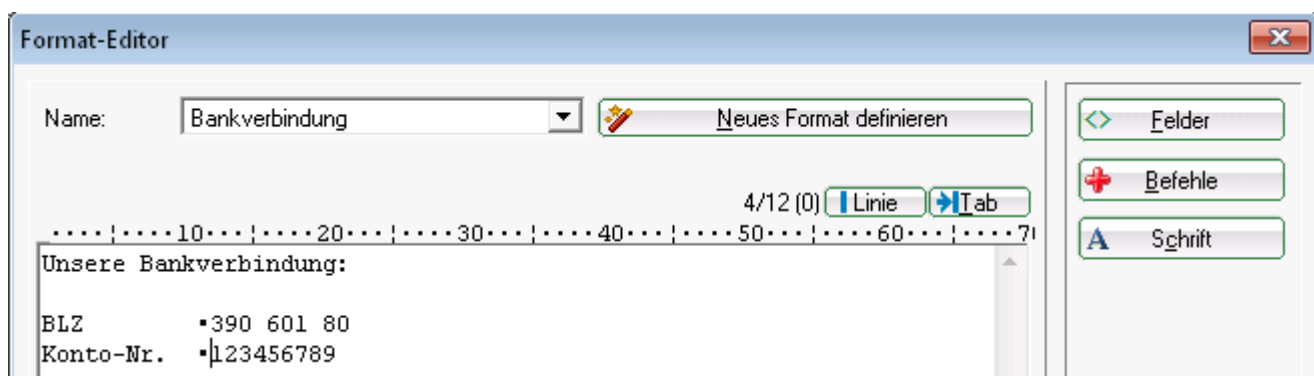 Format-Editor
Name: Bankverbindung Neues Format definieren
Felder
Befehle
Schrift
4/12 (0) Linie Tab
····¦····10···¦····20···¦····30···¦····40···¦····50···¦····60···¦····70
Unsere Bankverbindung:
BLZ ▪390 601 80
Konto-Nr. ▪123456789